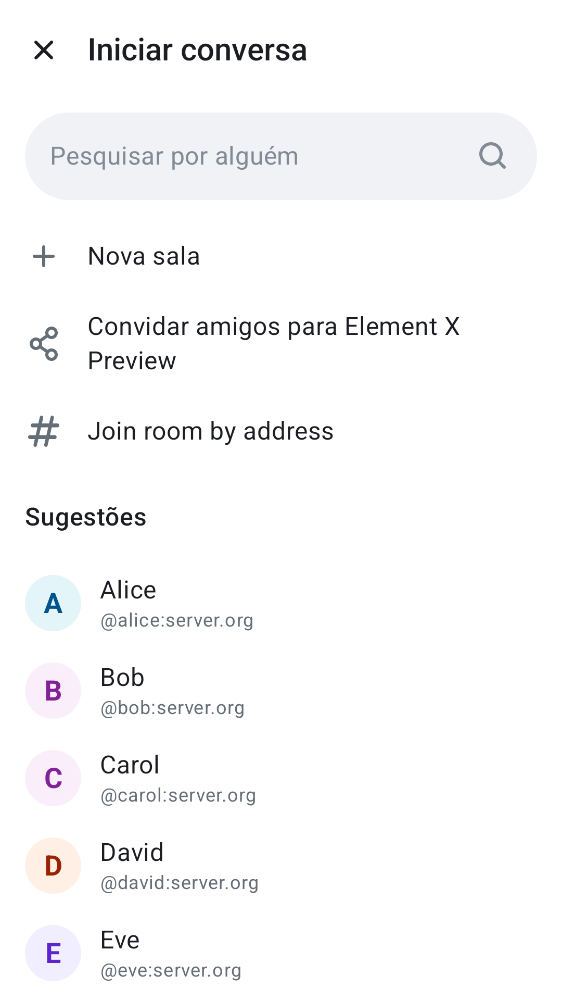 Iniciar conversa
Pesquisar por alguém
Nova sala
Convidar amigos para Element X
Preview
Join room by address
Sugestões
A
Alice
@alice:server.org
B
Bob
@bob:server.org
C
Carol
@carol:server.org
D
David
@david:server.org
E
Eve
@eve:server.org